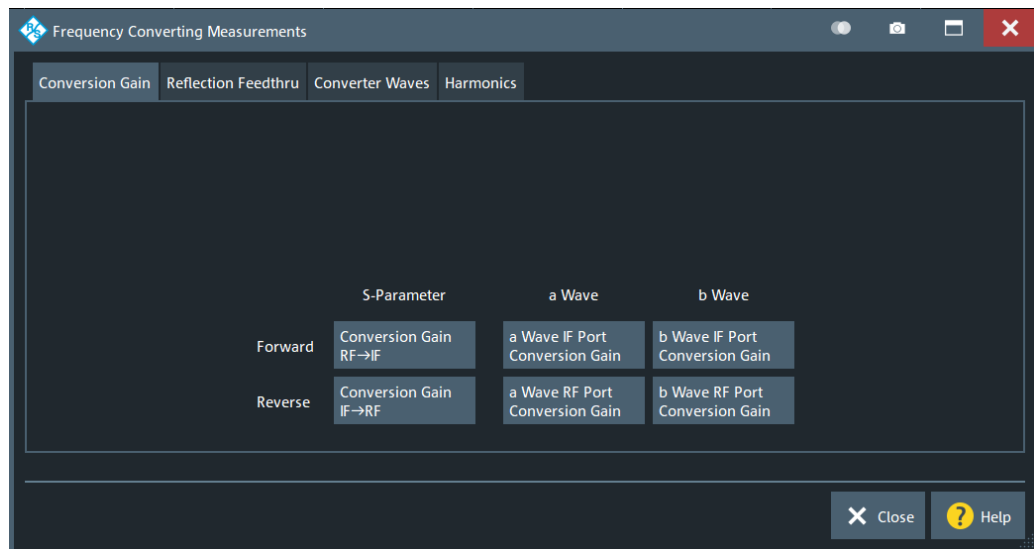 R&S Frequency Converting Measurements
Conversion Gain Reflection Feedthru Converter Waves Harmonics
S-Parameter a Wave b Wave
Forward Conversion Gain RF→IF a Wave IF Port Conversion Gain b Wave IF Port Conversion Gain
Reverse Conversion Gain IF→RF a Wave RF Port Conversion Gain b Wave RF Port Conversion Gain
Close ? Help